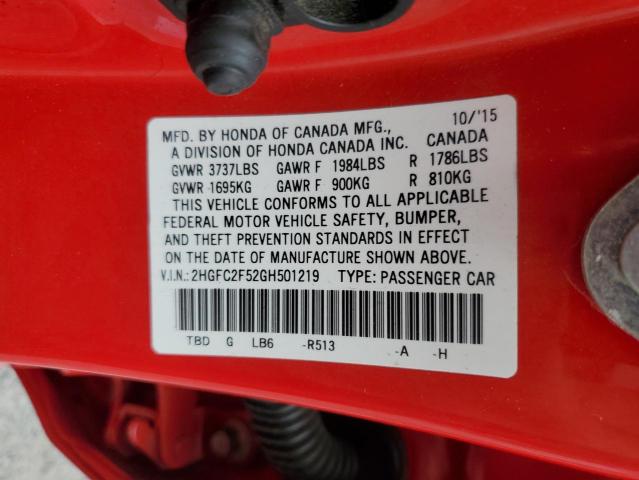 10/'15
MFD. BY HONDA OF CANADA MFG.,
A DIVISION OF HONDA CANADA INC. CANADA
GVWR 3737LBS GAWR F 1984LBS R 1786LBS
GVWR 1695KG GAWR F 900KG R 810KG
THIS VEHICLE CONFORMS TO ALL APPLICABLE
FEDERAL MOTOR VEHICLE SAFETY, BUMPER,
AND THEFT PREVENTION STANDARDS IN EFFECT
ON THE DATE OF MANUFACTURE SHOWN ABOVE.
V.I.N.: 2HGFC2F52GH501219 TYPE: PASSENGER CAR
TBD G LB6 -R513 -A -H